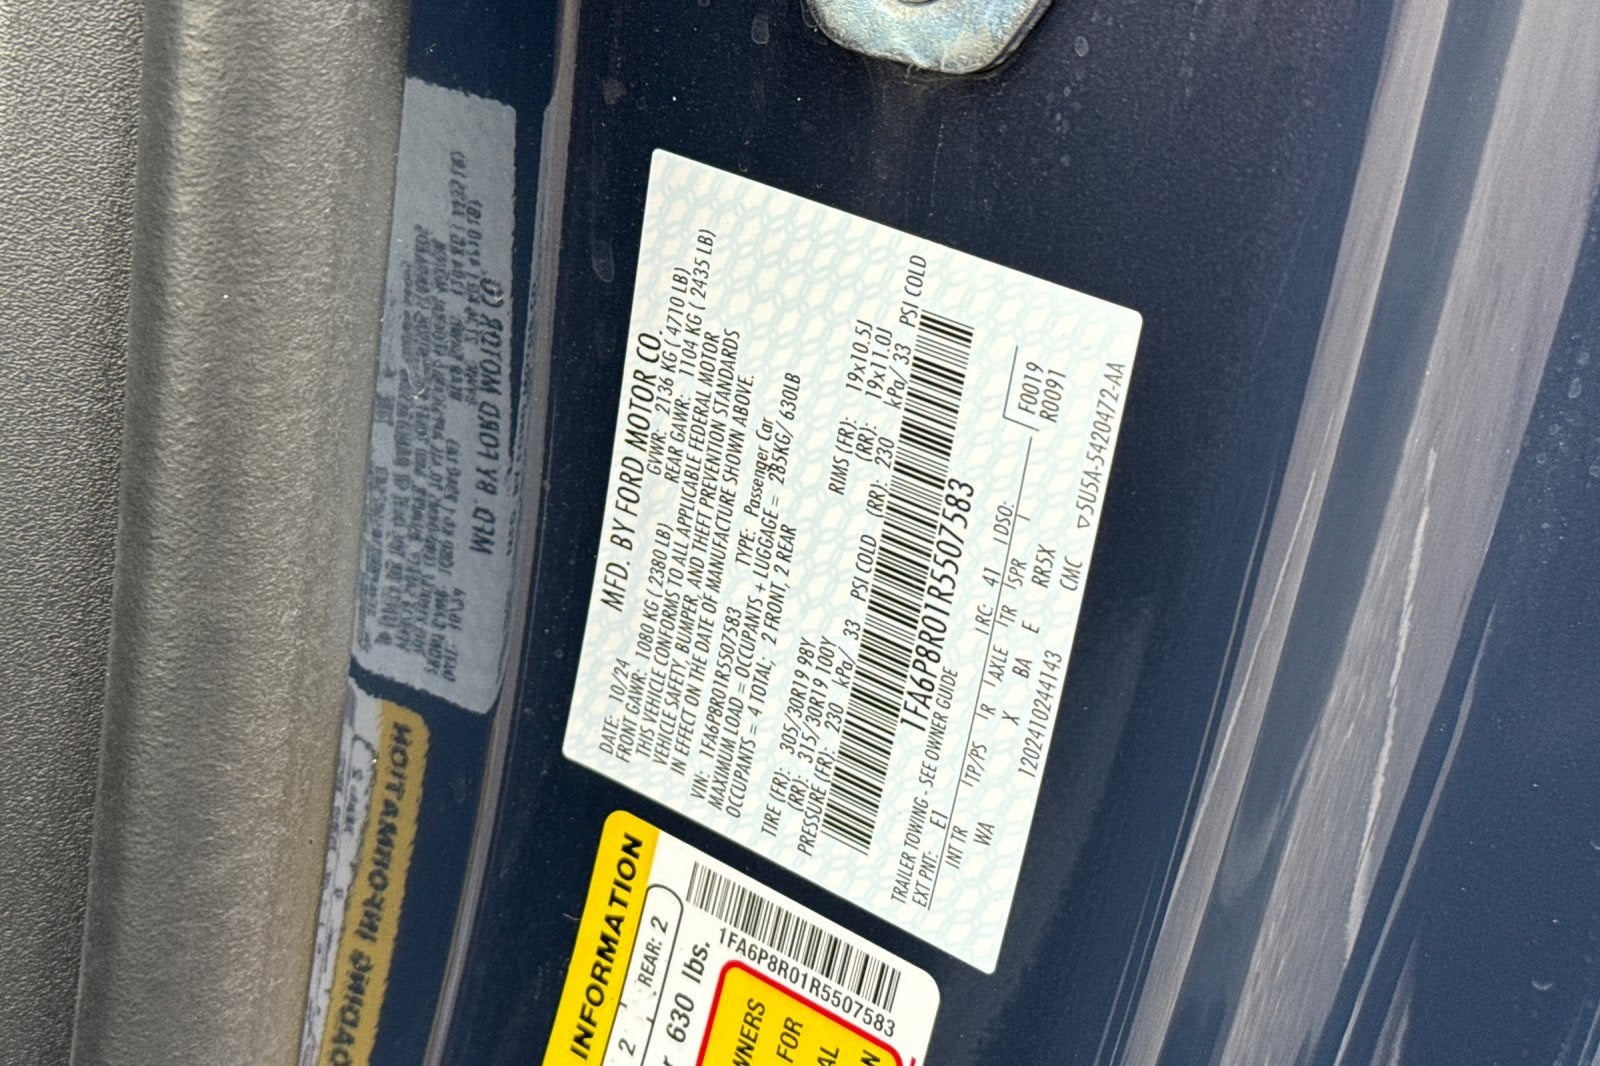 MFD. BY FORD MOTOR CO.
DATE: 10/24 GVWR: 2136 KG ( 4710 LB)
FRONT GAWR: 1080 KG ( 2380 LB) REAR GAWR: 1104 KG ( 2435 LB)
THIS VEHICLE CONFORMS TO ALL APPLICABLE FEDERAL MOTOR
VEHICLE SAFETY, BUMPER, AND THEFT PREVENTION STANDARDS
IN EFFECT ON THE DATE OF MANUFACTURE SHOWN ABOVE.
VIN: 1FA6P8R01R5507583 TYPE: Passenger Car
MAXIMUM LOAD = OCCUPANTS + LUGGAGE = 285KG/ 630LB
OCCUPANTS = 4 TOTAL, 2 FRONT, 2 REAR
TIRE (FR): 305/30R19 98Y RIMS (FR): 19x10.5J
(RR): 315/30R19 100Y (RR): 19x11.0J
PRESSURE (FR): 230 kPa/ 33 PSI COLD (RR): 230 kPa/ 33 PSI COLD
1FA6P8R01R5507583
TRAILER TOWING - SEE OWNER GUIDE
EXT PNT: E1 RC: 41 DSO: F0019
R0091
INT TR TP/PS R AXLE TR SPR
WA X BA E RR5X
1202410244143 CMC ▽5U5A-5420472-AA
INFORMATION
2 REAR: 2
r 630 lbs.
1FA6P8R01R5507583
WNERS
FOR
AL
N